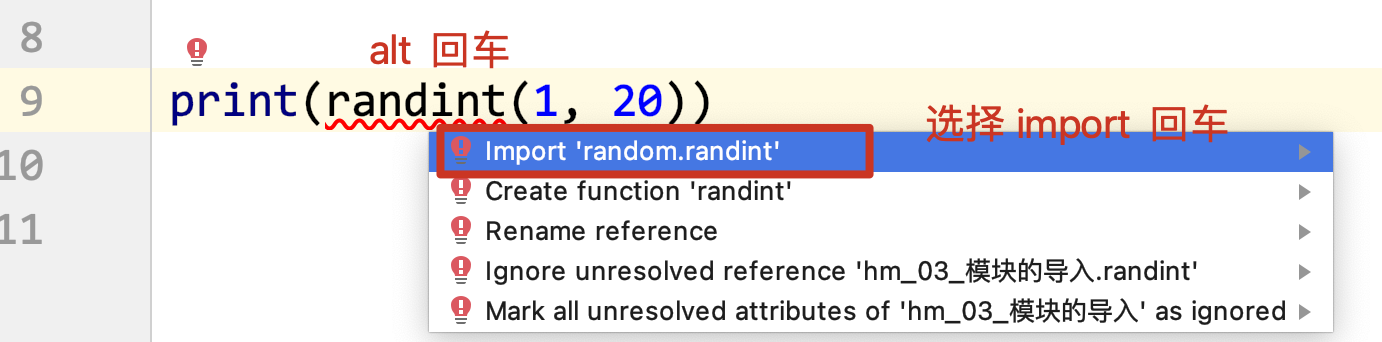 8
alt 回车
9 print(randint(1, 20))
选择 import 回车
Import 'random.randint'
10
Create function 'randint'
11
Rename reference
Ignore unresolved reference 'hm_03_模块的导入.randint'
Mark all unresolved attributes of 'hm_03_模块的导入' as ignored